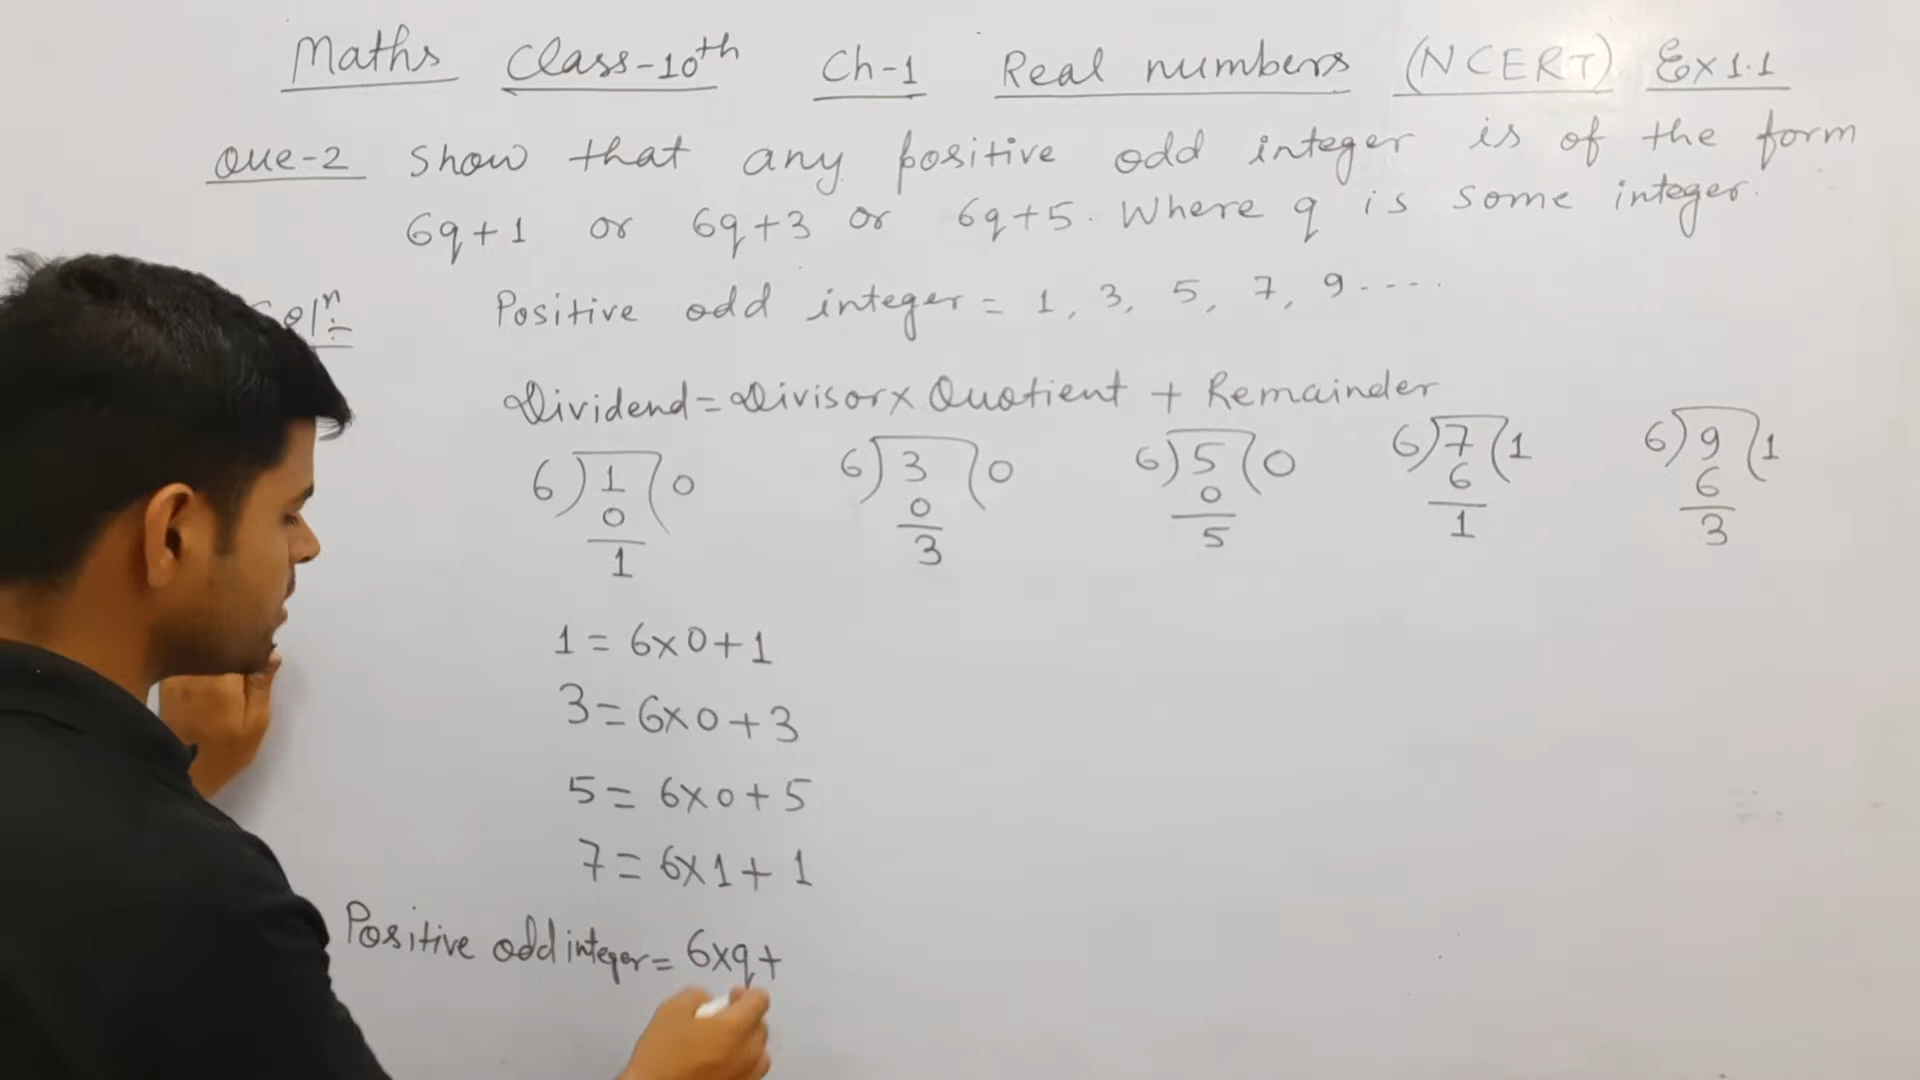 Maths Class-10th Ch-1 Real numbers (NCERT) Ex 1.1
Que-2 Show that any positive odd integer is of the form
6q+1 or 6q+3 or 6q+5. Where q is some integer.
Soln:- Positive odd integer = 1, 3, 5, 7, 9....
Dividend = Divisor x Quotient + Remainder
6) 1 (0 6) 3 (0 6) 5 (0 6) 7 (1 6) 9 (1
0 0 0 6 6
1 3 5 1 3
1 = 6x0+1
3 = 6x0+3
5 = 6x0+5
7 = 6x1+1
Positive odd integer = 6xq+